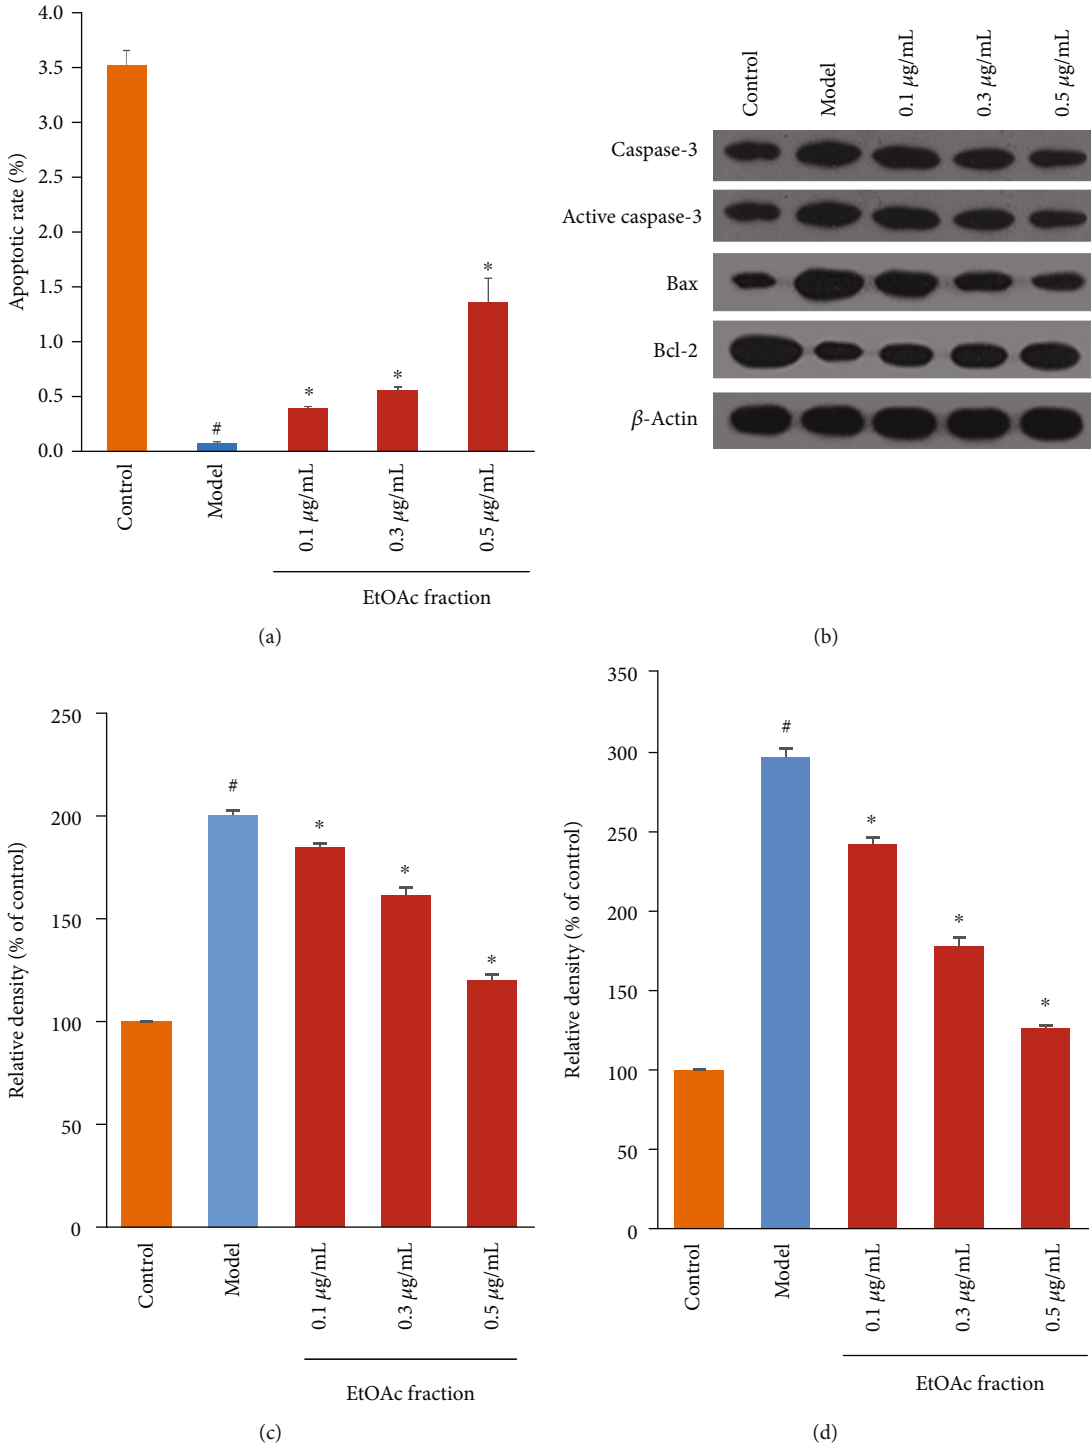 4.0
3.5
3.0
2.5
2.0
1.5
1.0
0.5
0.0
Apoptotic rate (%)
#
*
*
*
Control
Model
0.1 μg/mL
0.3 μg/mL
0.5 μg/mL
EtOAc fraction
(a)
Control
Model
0.1 μg/mL
0.3 μg/mL
0.5 μg/mL
Caspase-3
Active caspase-3
Bax
Bcl-2
β-Actin
(b)
250
200
150
100
50
0
Relative density (% of control)
#
*
*
*
Control
Model
0.1 μg/mL
0.3 μg/mL
0.5 μg/mL
EtOAc fraction
(c)
350
300
250
200
150
100
50
0
Relative density (% of control)
#
*
*
*
Control
Model
0.1 μg/mL
0.3 μg/mL
0.5 μg/mL
EtOAc fraction
(d)